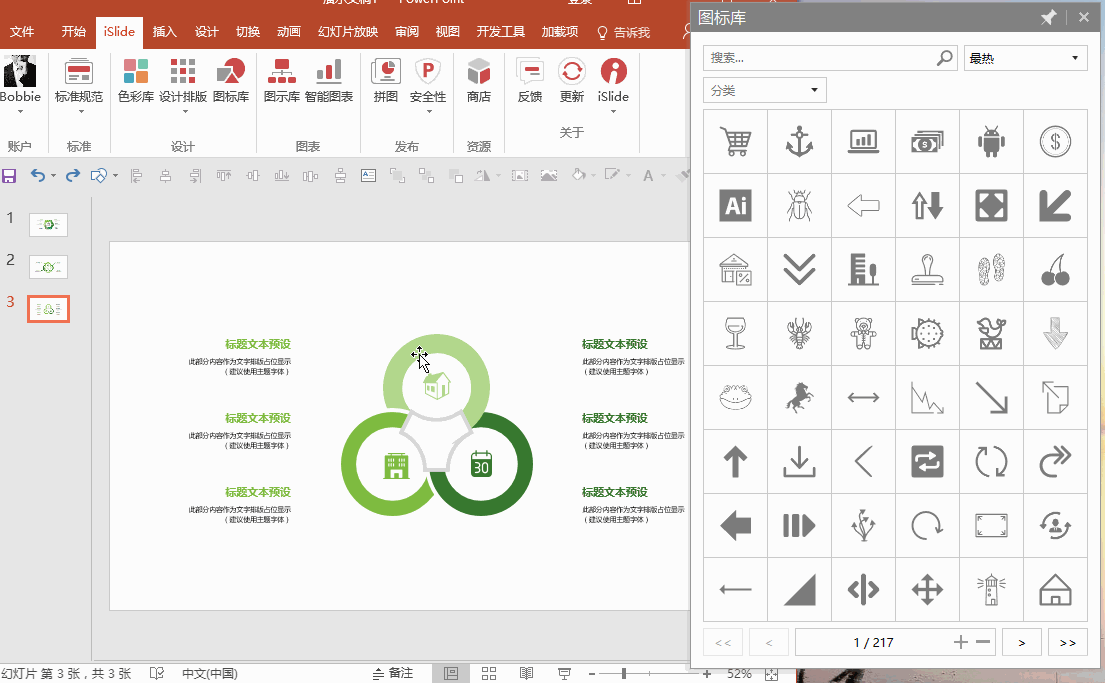 PowerPoint
图标库
文件 开始 iSlide 插入 设计 切换 动画 幻灯片放映 审阅 视图 开发工具 加载项 告诉我
Bobbie 标准规范 色彩库 设计排版 图标库 图示库 智能图表 拼图 安全性 商店 反馈 更新 iSlide
账户 标准 设计 图表 发布 资源 关于
搜索... 最热
分类
$
Ai
%
1
2
3
标题文本预设
此部分内容作为文字排版占位显示
（建议使用主题字体）
标题文本预设
此部分内容作为文字排版占位显示
（建议使用主题字体）
标题文本预设
此部分内容作为文字排版占位显示
（建议使用主题字体）
30
标题文本预设
此部分内容作为文字排版占位显示
（建议使用主题字体）
标题文本预设
此部分内容作为文字排版占位显示
（建议使用主题字体）
标题文本预设
此部分内容作为文字排版占位显示
（建议使用主题字体）
<< < 1 / 217 > >>
幻灯片 第 3 张，共 3 张 中文(中国) 备注 52%